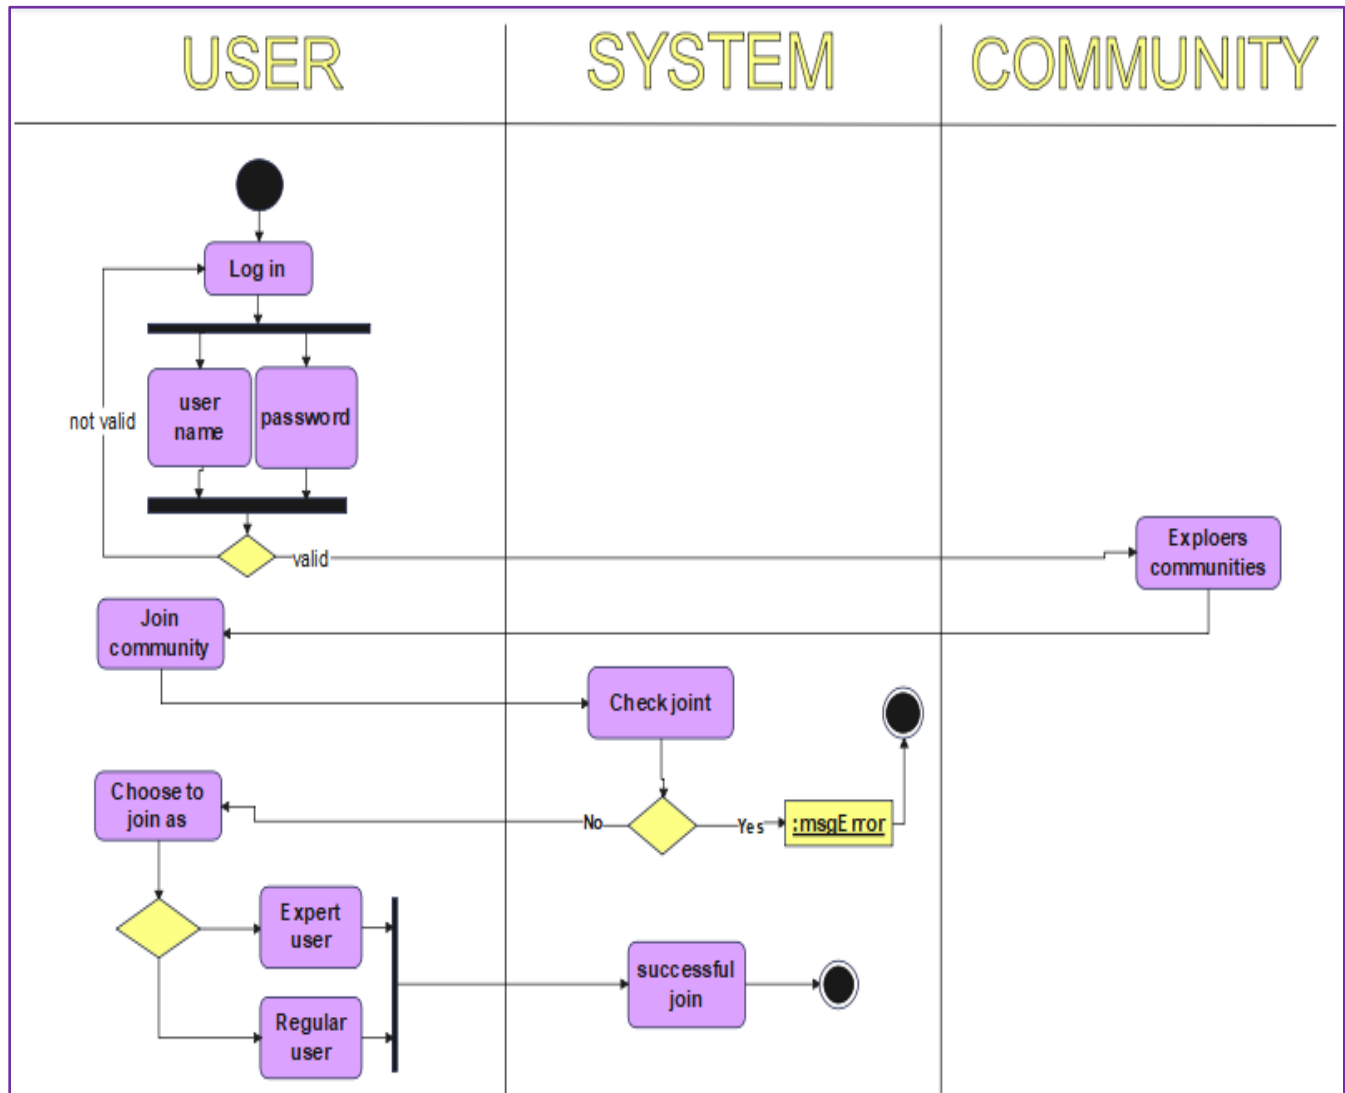 USER
SYSTEM
COMMUNITY
Log in
user
name
password
not valid
valid
Exploers
communities
Join
community
Check joint
Choose to
join as
No
Yes
:msgError
Expert
user
successful
join
Regular
user